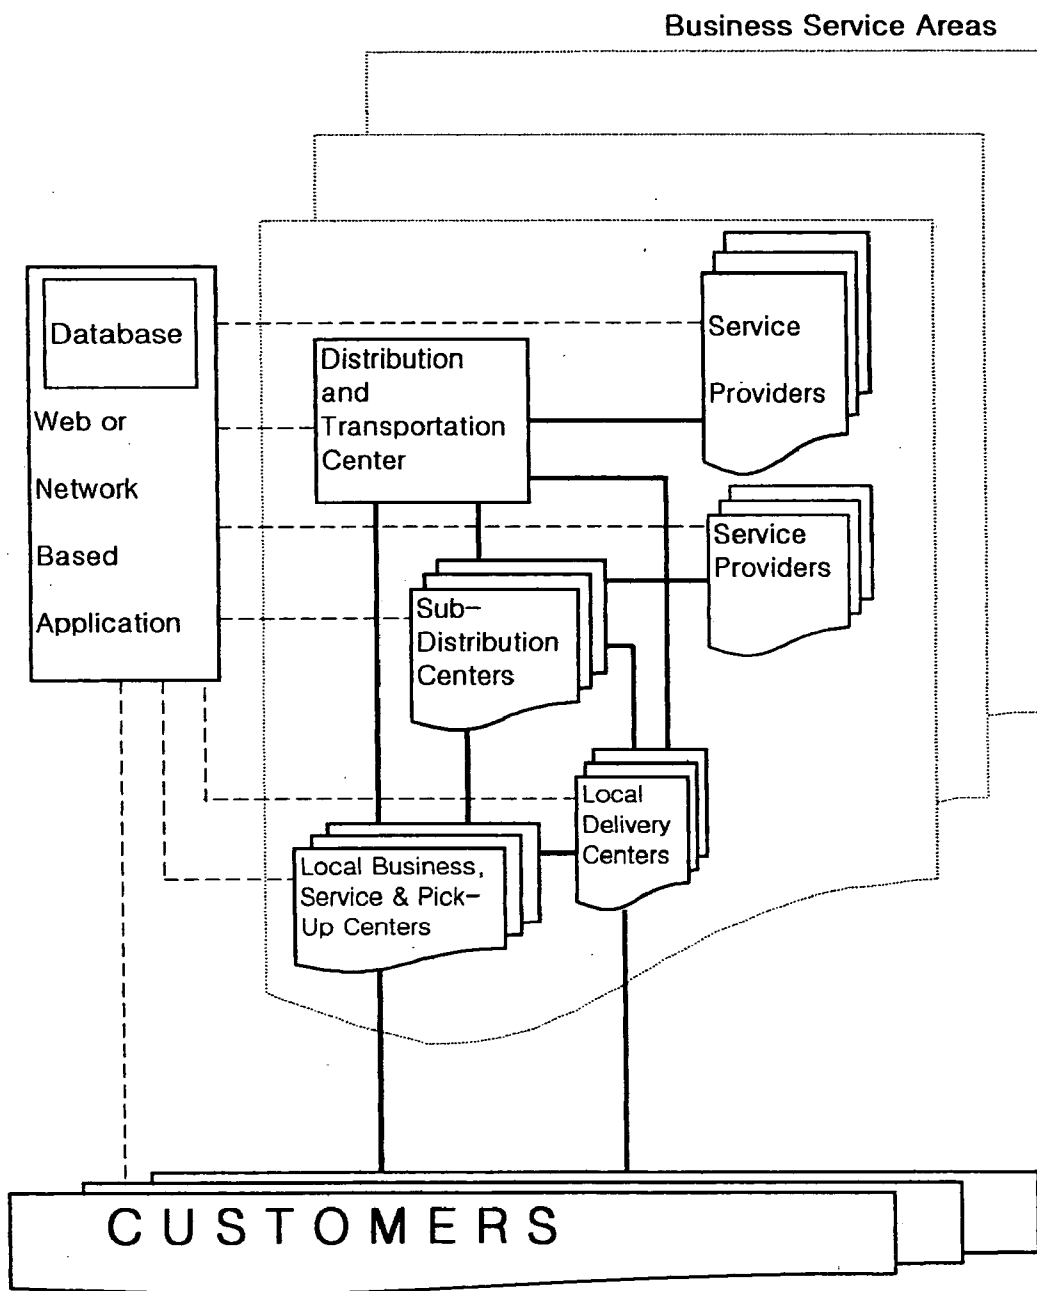 Business Service Areas
Database
Web or
Network
Based
Application
Distribution
and
Transportation
Center
Service
Providers
Service
Providers
Sub-
Distribution
Centers
Local
Delivery
Centers
Local Business,
Service & Pick-
Up Centers
CUSTOMERS